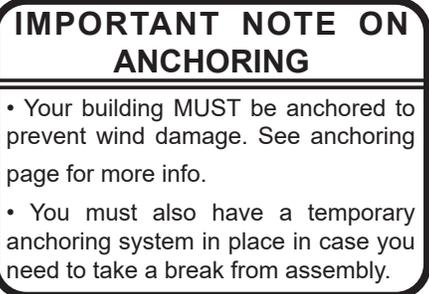 IMPORTANT NOTE ON
ANCHORING
• Your building MUST be anchored to
prevent wind damage. See anchoring
page for more info.
• You must also have a temporary
anchoring system in place in case you
need to take a break from assembly.